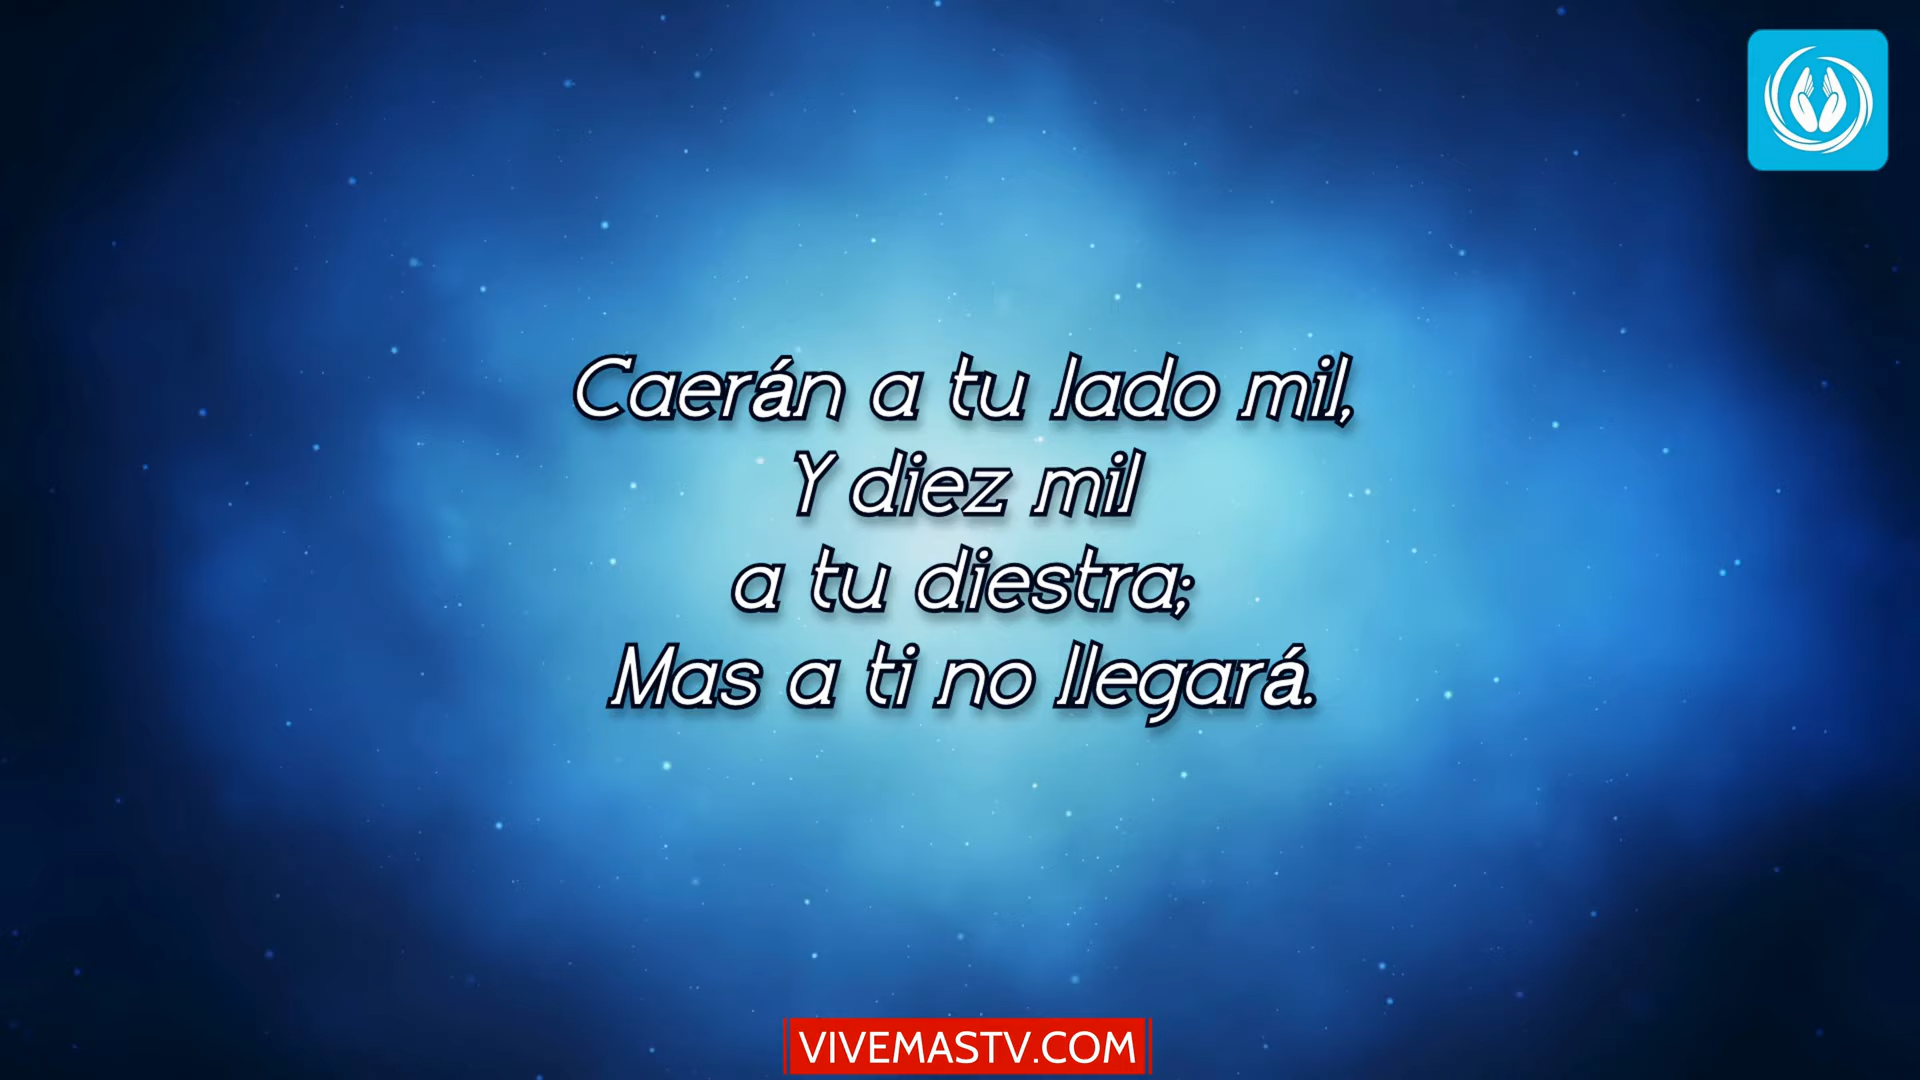 Caerán a tu lado mil,
Y diez mil
a tu diestra;
Mas a ti no llegará.
VIVEMASTV.COM